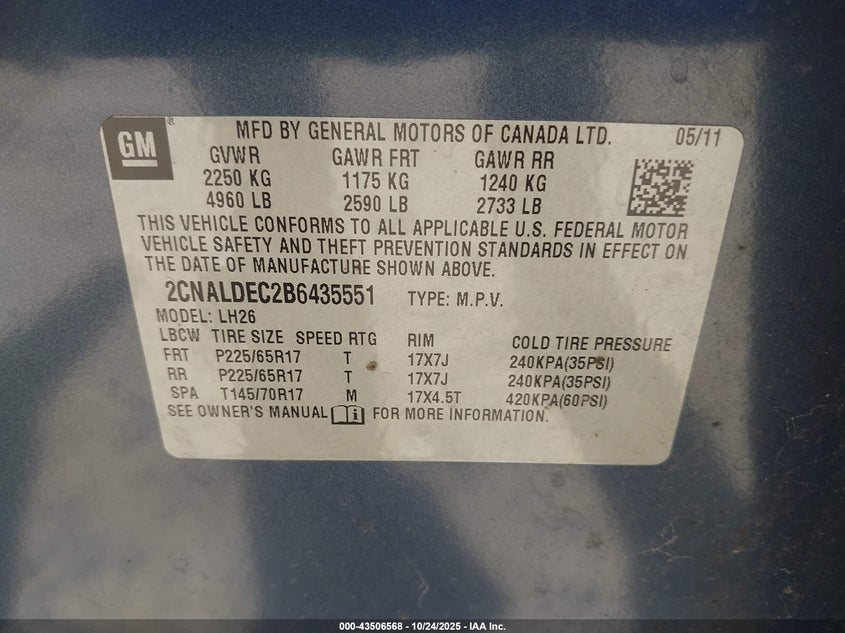 GM
MFD BY GENERAL MOTORS OF CANADA LTD. 05/11
GVWR GAWR FRT GAWR RR
2250 KG 1175 KG 1240 KG
4960 LB 2590 LB 2733 LB
THIS VEHICLE CONFORMS TO ALL APPLICABLE U.S. FEDERAL MOTOR
VEHICLE SAFETY AND THEFT PREVENTION STANDARDS IN EFFECT ON
THE DATE OF MANUFACTURE SHOWN ABOVE.
2CNALDEC2B6435551 TYPE: M.P.V.
MODEL: LH26
LBCW TIRE SIZE SPEED RTG RIM COLD TIRE PRESSURE
FRT P225/65R17 T 17X7J 240KPA(35PSI)
RR P225/65R17 T 17X7J 240KPA(35PSI)
SPA T145/70R17 M 17X4.5T 420KPA(60PSI)
SEE OWNER'S MANUAL FOR MORE INFORMATION.
000-43506568 - 10/24/2025 - IAA Inc.